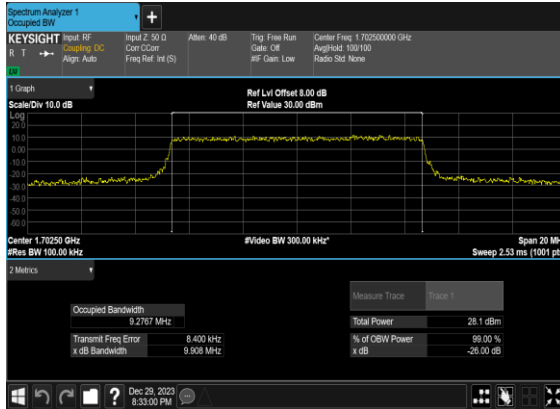 Spectrum Analyzer 1
Occupied BW
+
KEYSIGHT Input: RF Input Z: 50 Ω Atten: 40 dB Trig: Free Run Center Freq: 1.702500000 GHz
R T Coupling: DC Corr CCorr Gate: Off Avg|Hold: 100/100
Align: Auto Freq Ref: Int (S) #IF Gain: Low Radio Std: None
LV
1 Graph
Ref Lvl Offset 8.00 dB
Scale/Div 10.0 dB Ref Value 30.00 dBm
Log
20.0
10.0
0.00
-10.0
-20.0
-30.0
-40.0
-50.0
-60.0
Center 1.70250 GHz #Video BW 300.00 kHz* Span 20 MH
#Res BW 100.00 kHz Sweep 2.53 ms (1001 pt
2 Metrics
Measure Trace Trace 1
Occupied Bandwidth
9.2767 MHz
Total Power 28.1 dBm
Transmit Freq Error 8.400 kHz % of OBW Power 99.00 %
x dB Bandwidth 9.908 MHz x dB -26.00 dB
? Dec 29, 2023
8:33:00 PM